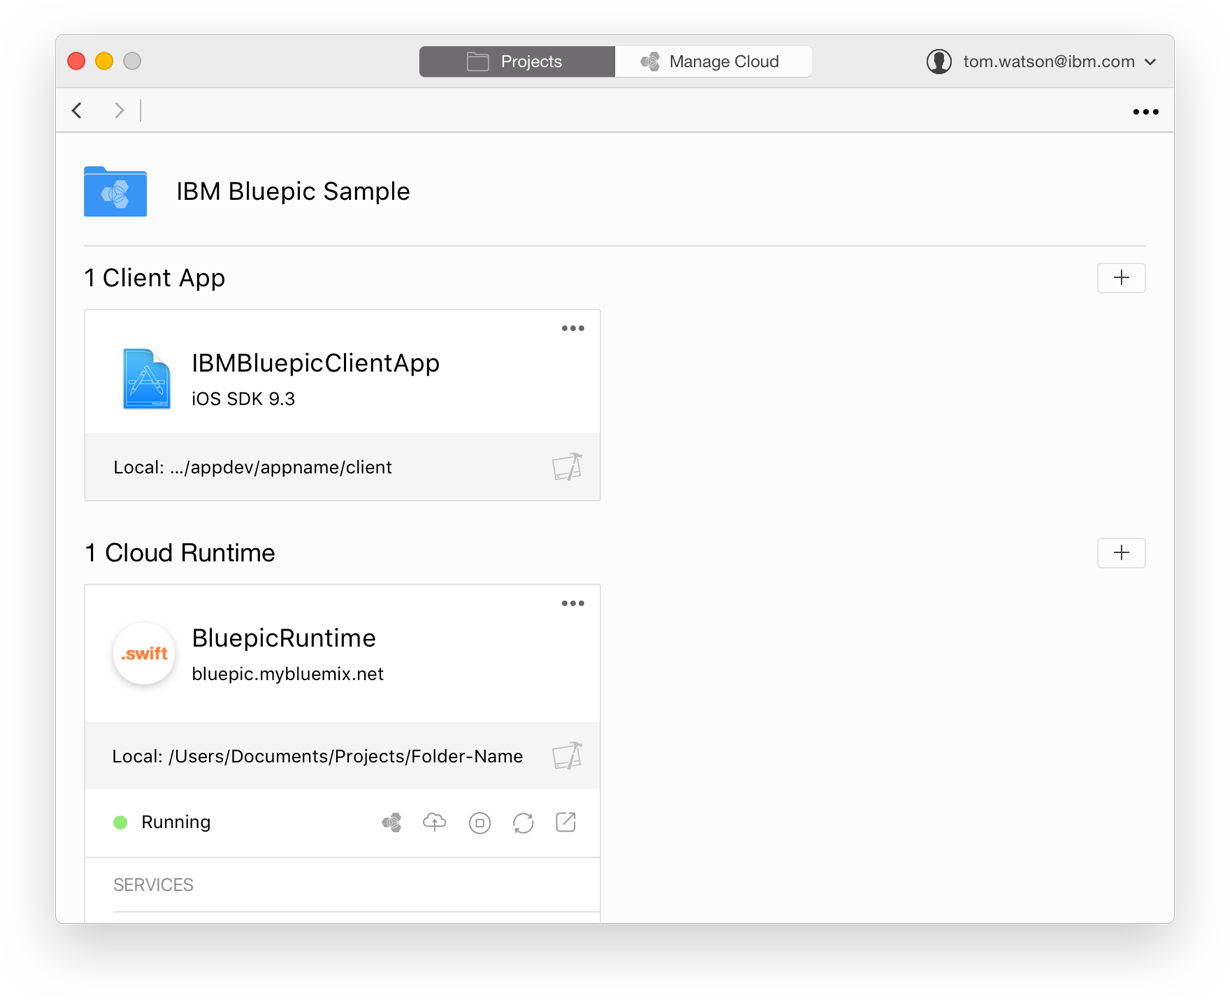 Projects
Manage Cloud
tom.watson@ibm.com
IBM Bluepic Sample
1 Client App
IBMBluepicClientApp
iOS SDK 9.3
Local: .../appdev/appname/client
1 Cloud Runtime
.swift
BluepicRuntime
bluepic.mybluemix.net
Local: /Users/Documents/Projects/Folder-Name
Running
SERVICES